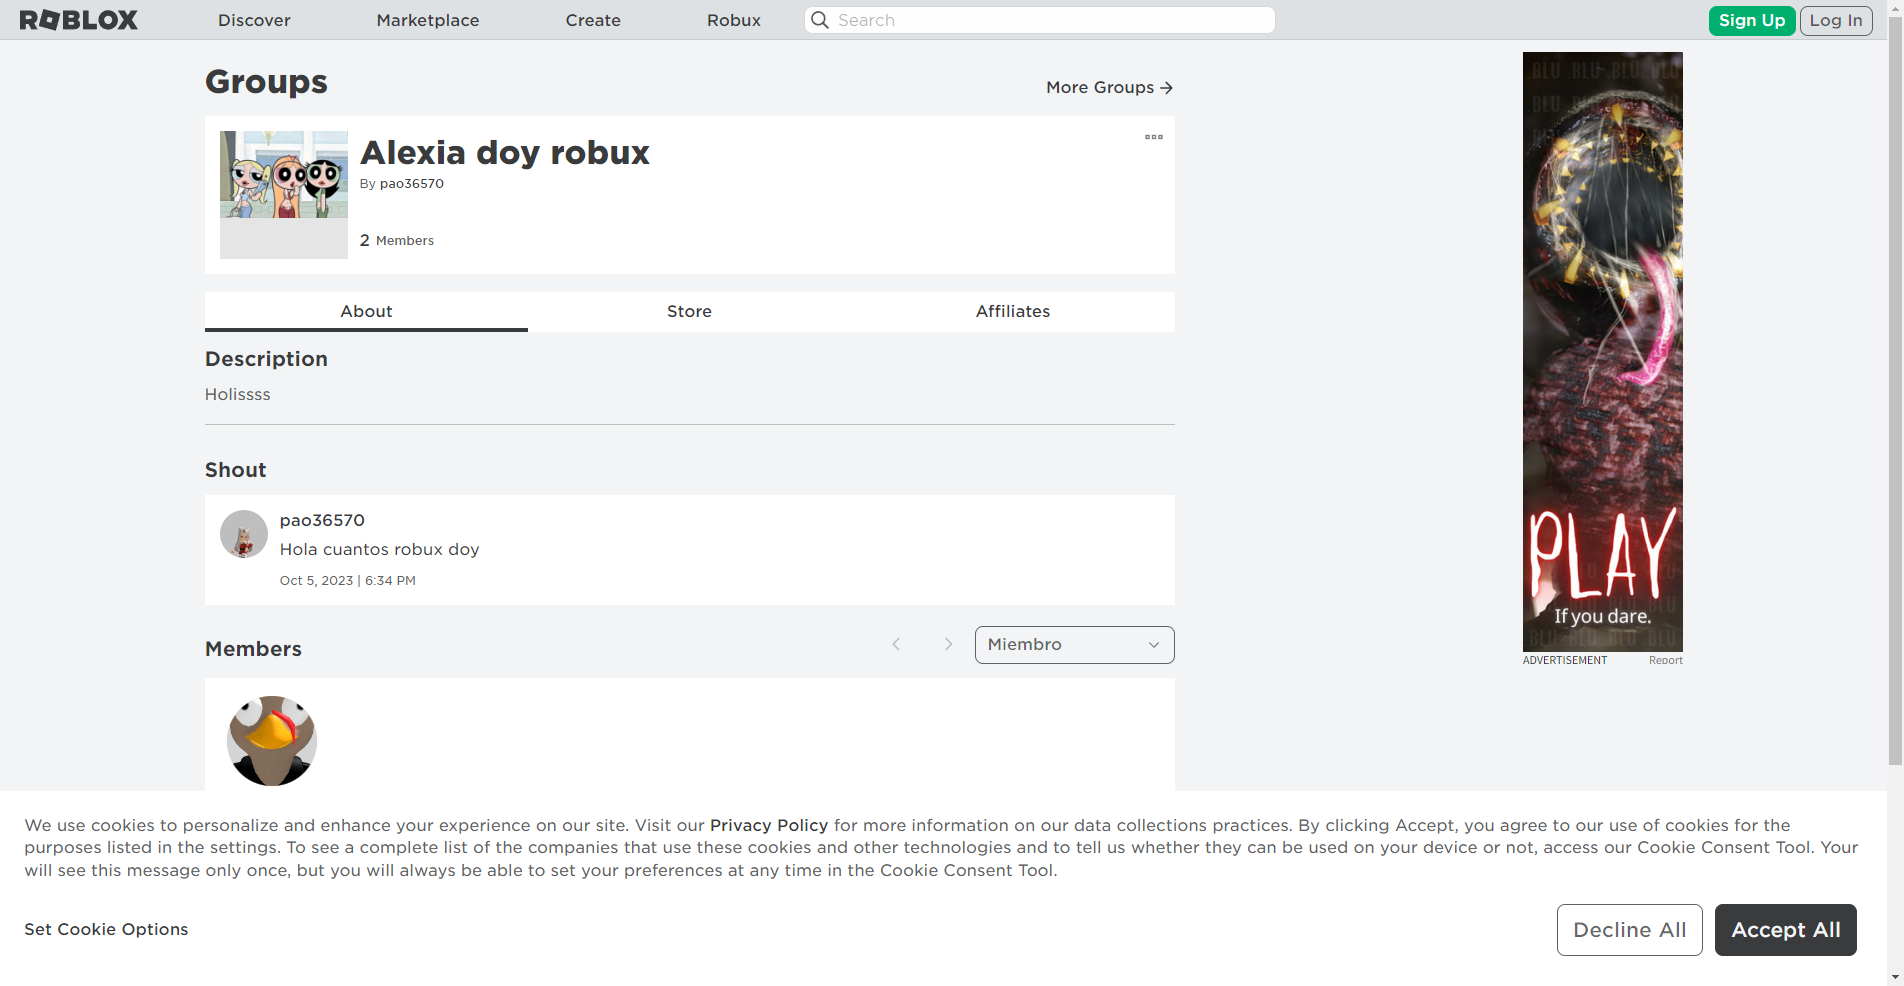 ROBLOX
Discover
Marketplace
Create
Robux
Search
Sign Up
Log In
Groups
More Groups
Alexia doy robux
By pao36570
2 Members
About
Store
Affiliates
Description
Holissss
Shout
pao36570
Hola cuantos robux doy
Oct 5, 2023 | 6:34 PM
Members
Miembro
BLU BLU BLU BLU
PLAY
If you dare.
ADVERTISEMENT
Report
We use cookies to personalize and enhance your experience on our site. Visit our Privacy Policy for more information on our data collections practices. By clicking Accept, you agree to our use of cookies for the
purposes listed in the settings. To see a complete list of the companies that use these cookies and other technologies and to tell us whether they can be used on your device or not, access our Cookie Consent Tool. Your
will see this message only once, but you will always be able to set your preferences at any time in the Cookie Consent Tool.
Set Cookie Options
Decline All
Accept All